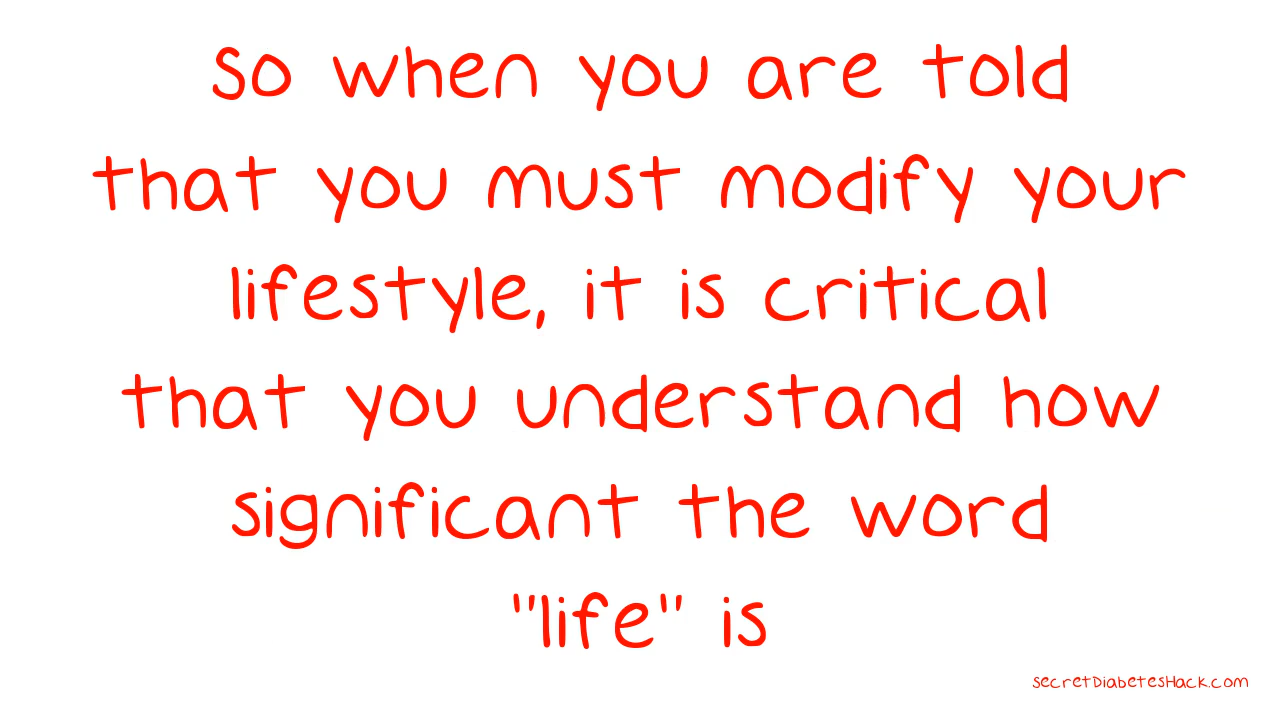 So when you are told
that you must modify your
lifestyle, it is critical
that you understand how
significant the word
"life" is
secretDiabetesHack.com